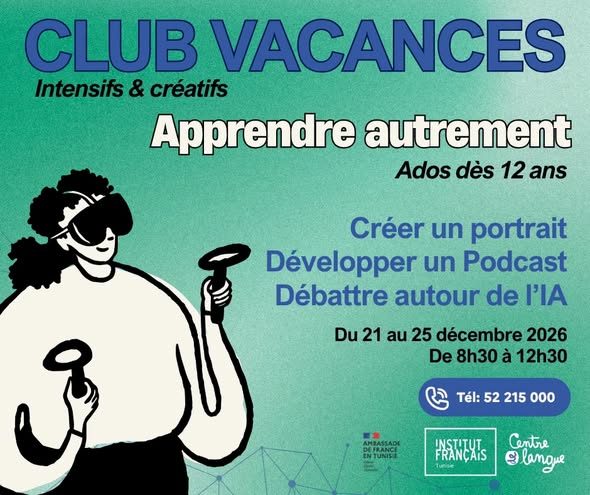 CLUB VACANCES
Intensifs & créatifs
Apprendre autrement
Ados dès 12 ans
Créer un portrait
Développer un Podcast
Débattre autour de l'IA
Du 21 au 25 décembre 2026
De 8h30 à 12h30
Tél: 52 215 000
AMBASSADE
DE FRANCE
EN TUNISIE
INSTITUT
FRANÇAIS
Tunisie
Centre
de langue